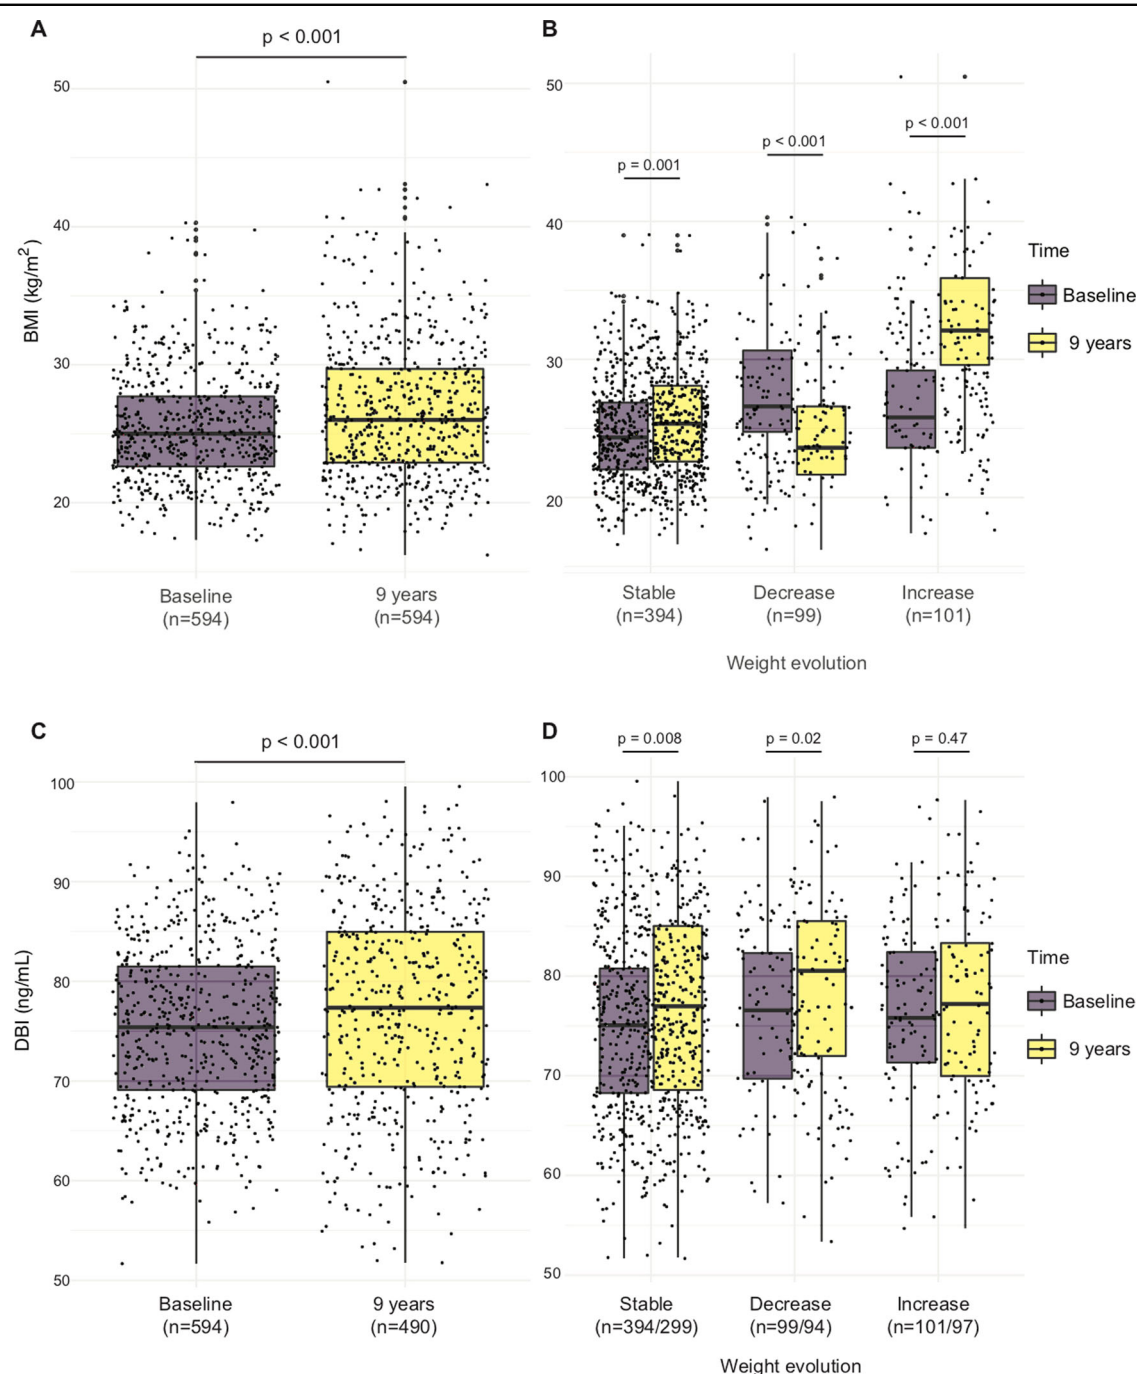 A
p < 0.001
50
40
30
20
BMI (kg/m²)
Baseline
(n=594)
9 years
(n=594)
B
p = 0.001
p < 0.001
p < 0.001
50
40
30
20
Stable
(n=394)
Decrease
(n=99)
Increase
(n=101)
Weight evolution
Time
Baseline
9 years
C
p < 0.001
100
90
80
70
60
50
DBI (ng/mL)
Baseline
(n=594)
9 years
(n=490)
D
p = 0.008
p = 0.02
p = 0.47
100
90
80
70
60
50
Stable
(n=394/299)
Decrease
(n=99/94)
Increase
(n=101/97)
Weight evolution
Time
Baseline
9 years